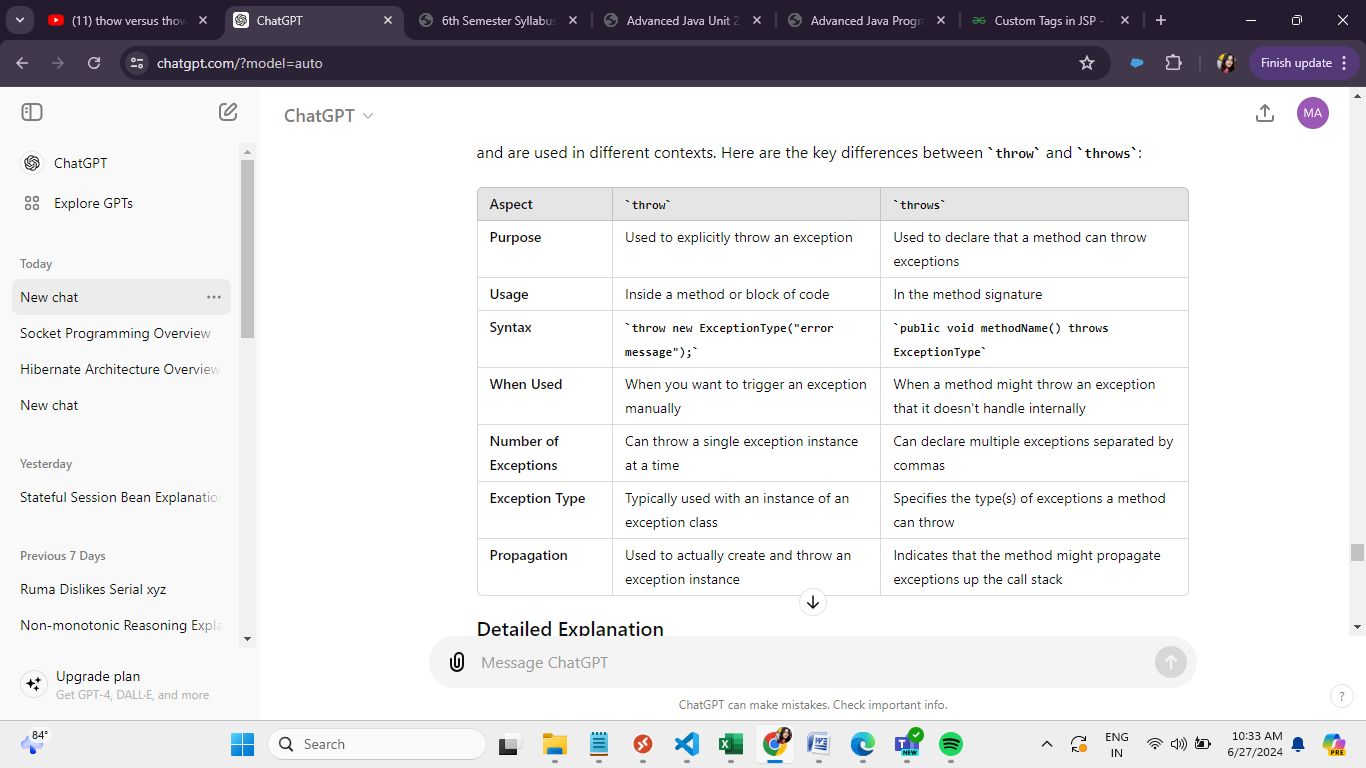 (11) thow versus thow
ChatGPT
6th Semester Syllabus
Advanced Java Unit 2
Advanced Java Progra
Custom Tags in JSP -
chatgpt.com/?model=auto
Finish update
ChatGPT
MA
ChatGPT
Explore GPTs
Today
New chat
Socket Programming Overview
Hibernate Architecture Overview
New chat
Yesterday
Stateful Session Bean Explanation
Previous 7 Days
Ruma Dislikes Serial xyz
Non-monotonic Reasoning Expla
Upgrade plan
Get GPT-4, DALL·E, and more
and are used in different contexts. Here are the key differences between `throw` and `throws`:
Aspect `throw` `throws`
Purpose Used to explicitly throw an exception Used to declare that a method can throw
exceptions
Usage Inside a method or block of code In the method signature
Syntax `throw new ExceptionType("error `public void methodName() throws
message");` ExceptionType`
When Used When you want to trigger an exception When a method might throw an exception
manually that it doesn't handle internally
Number of Can throw a single exception instance Can declare multiple exceptions separated by
Exceptions at a time commas
Exception Type Typically used with an instance of an Specifies the type(s) of exceptions a method
exception class can throw
Propagation Used to actually create and throw an Indicates that the method might propagate
exception instance exceptions up the call stack
Detailed Explanation
Message ChatGPT
ChatGPT can make mistakes. Check important info.
?
84°
Search
NEW
ENG
IN
10:33 AM
6/27/2024
PRE